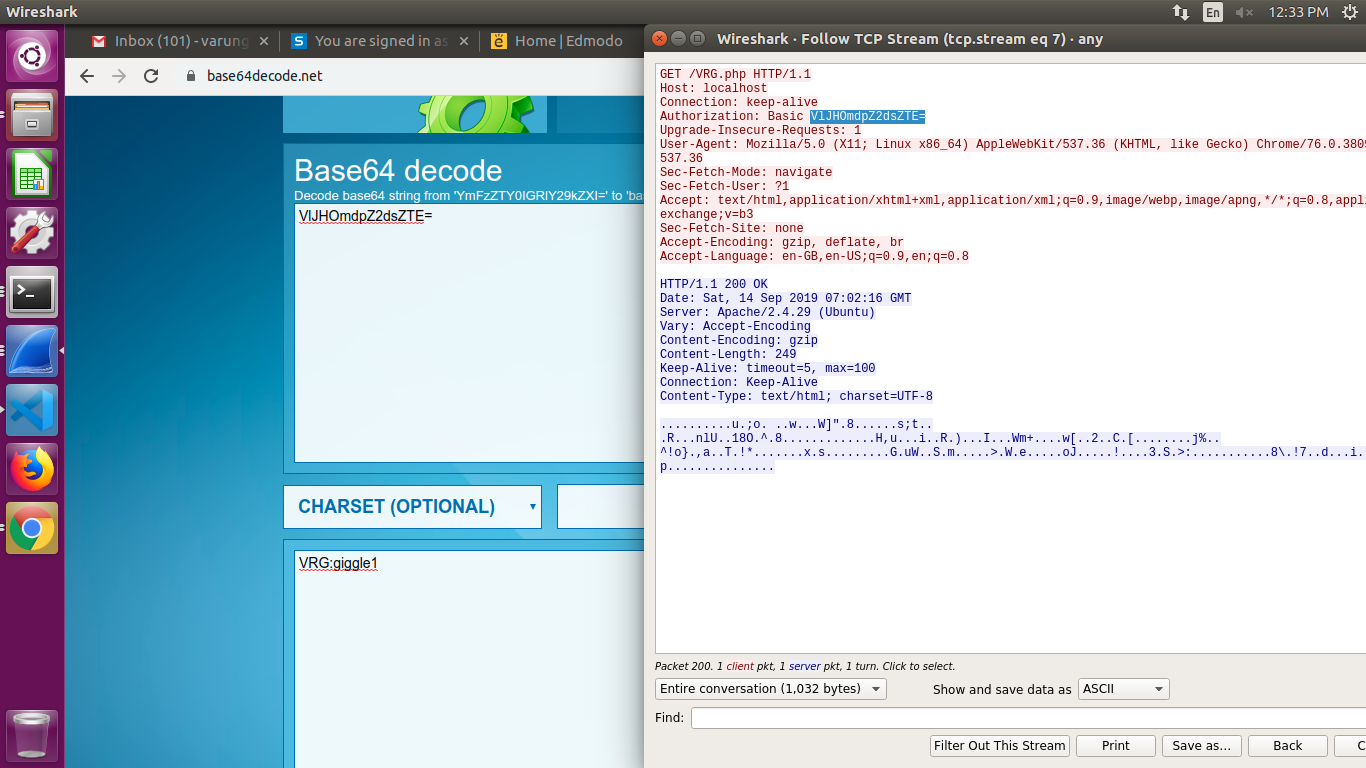 Wireshark
En
12:33 PM
Inbox (101) - varung
You are signed in as
Home | Edmodo
base64decode.net
Base64 decode
Decode base64 string from 'YmFzZTY0IGRlY29kZXI=' to 'ba
VlJHOmdpZ2dsZTE=
CHARSET (OPTIONAL)
VRG:giggle1
Wireshark · Follow TCP Stream (tcp.stream eq 7) · any
GET /VRG.php HTTP/1.1
Host: localhost
Connection: keep-alive
Authorization: Basic VlJHOmdpZ2dsZTE=
Upgrade-Insecure-Requests: 1
User-Agent: Mozilla/5.0 (X11; Linux x86_64) AppleWebKit/537.36 (KHTML, like Gecko) Chrome/76.0.3809
537.36
Sec-Fetch-Mode: navigate
Sec-Fetch-User: ?1
Accept: text/html,application/xhtml+xml,application/xml;q=0.9,image/webp,image/apng,*/*;q=0.8,appli
exchange;v=b3
Sec-Fetch-Site: none
Accept-Encoding: gzip, deflate, br
Accept-Language: en-GB,en-US;q=0.9,en;q=0.8
HTTP/1.1 200 OK
Date: Sat, 14 Sep 2019 07:02:16 GMT
Server: Apache/2.4.29 (Ubuntu)
Vary: Accept-Encoding
Content-Encoding: gzip
Content-Length: 249
Keep-Alive: timeout=5, max=100
Connection: Keep-Alive
Content-Type: text/html; charset=UTF-8
..........u.;o. ..w...W]".8......s;t..
.R...nlU..18O.^.8.............H,u...i..R.)...I...Wm+....w[..2..C.[........j%..
^!o}.,a..T.!*.......x.s.........G.uW..S.m.....>.W.e.....oJ.....!....3.S.>:...........8\.!7..d...i.
p...............
Packet 200. 1 client pkt, 1 server pkt, 1 turn. Click to select.
Entire conversation (1,032 bytes)
Show and save data as
ASCII
Find:
Filter Out This Stream
Print
Save as...
Back
C